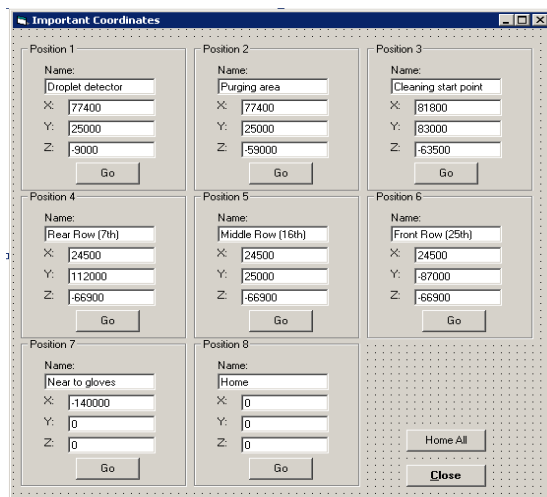 Important Coordinates
Position 1
Name:
Droplet detector
X: 77400
Y: 25000
Z: -9000
Go
Position 2
Name:
Purging area
X: 77400
Y: 25000
Z: -59000
Go
Position 3
Name:
Cleaning start point
X: 81800
Y: 83000
Z: -63500
Go
Position 4
Name:
Rear Row (7th)
X: 24500
Y: 112000
Z: -66900
Go
Position 5
Name:
Middle Row (16th)
X: 24500
Y: 25000
Z: -66900
Go
Position 6
Name:
Front Row (25th)
X: 24500
Y: -87000
Z: -66900
Go
Position 7
Name:
Near to gloves
X: -140000
Y: 0
Z: 0
Go
Position 8
Name:
Home
X: 0
Y: 0
Z: 0
Go
Home All
Close